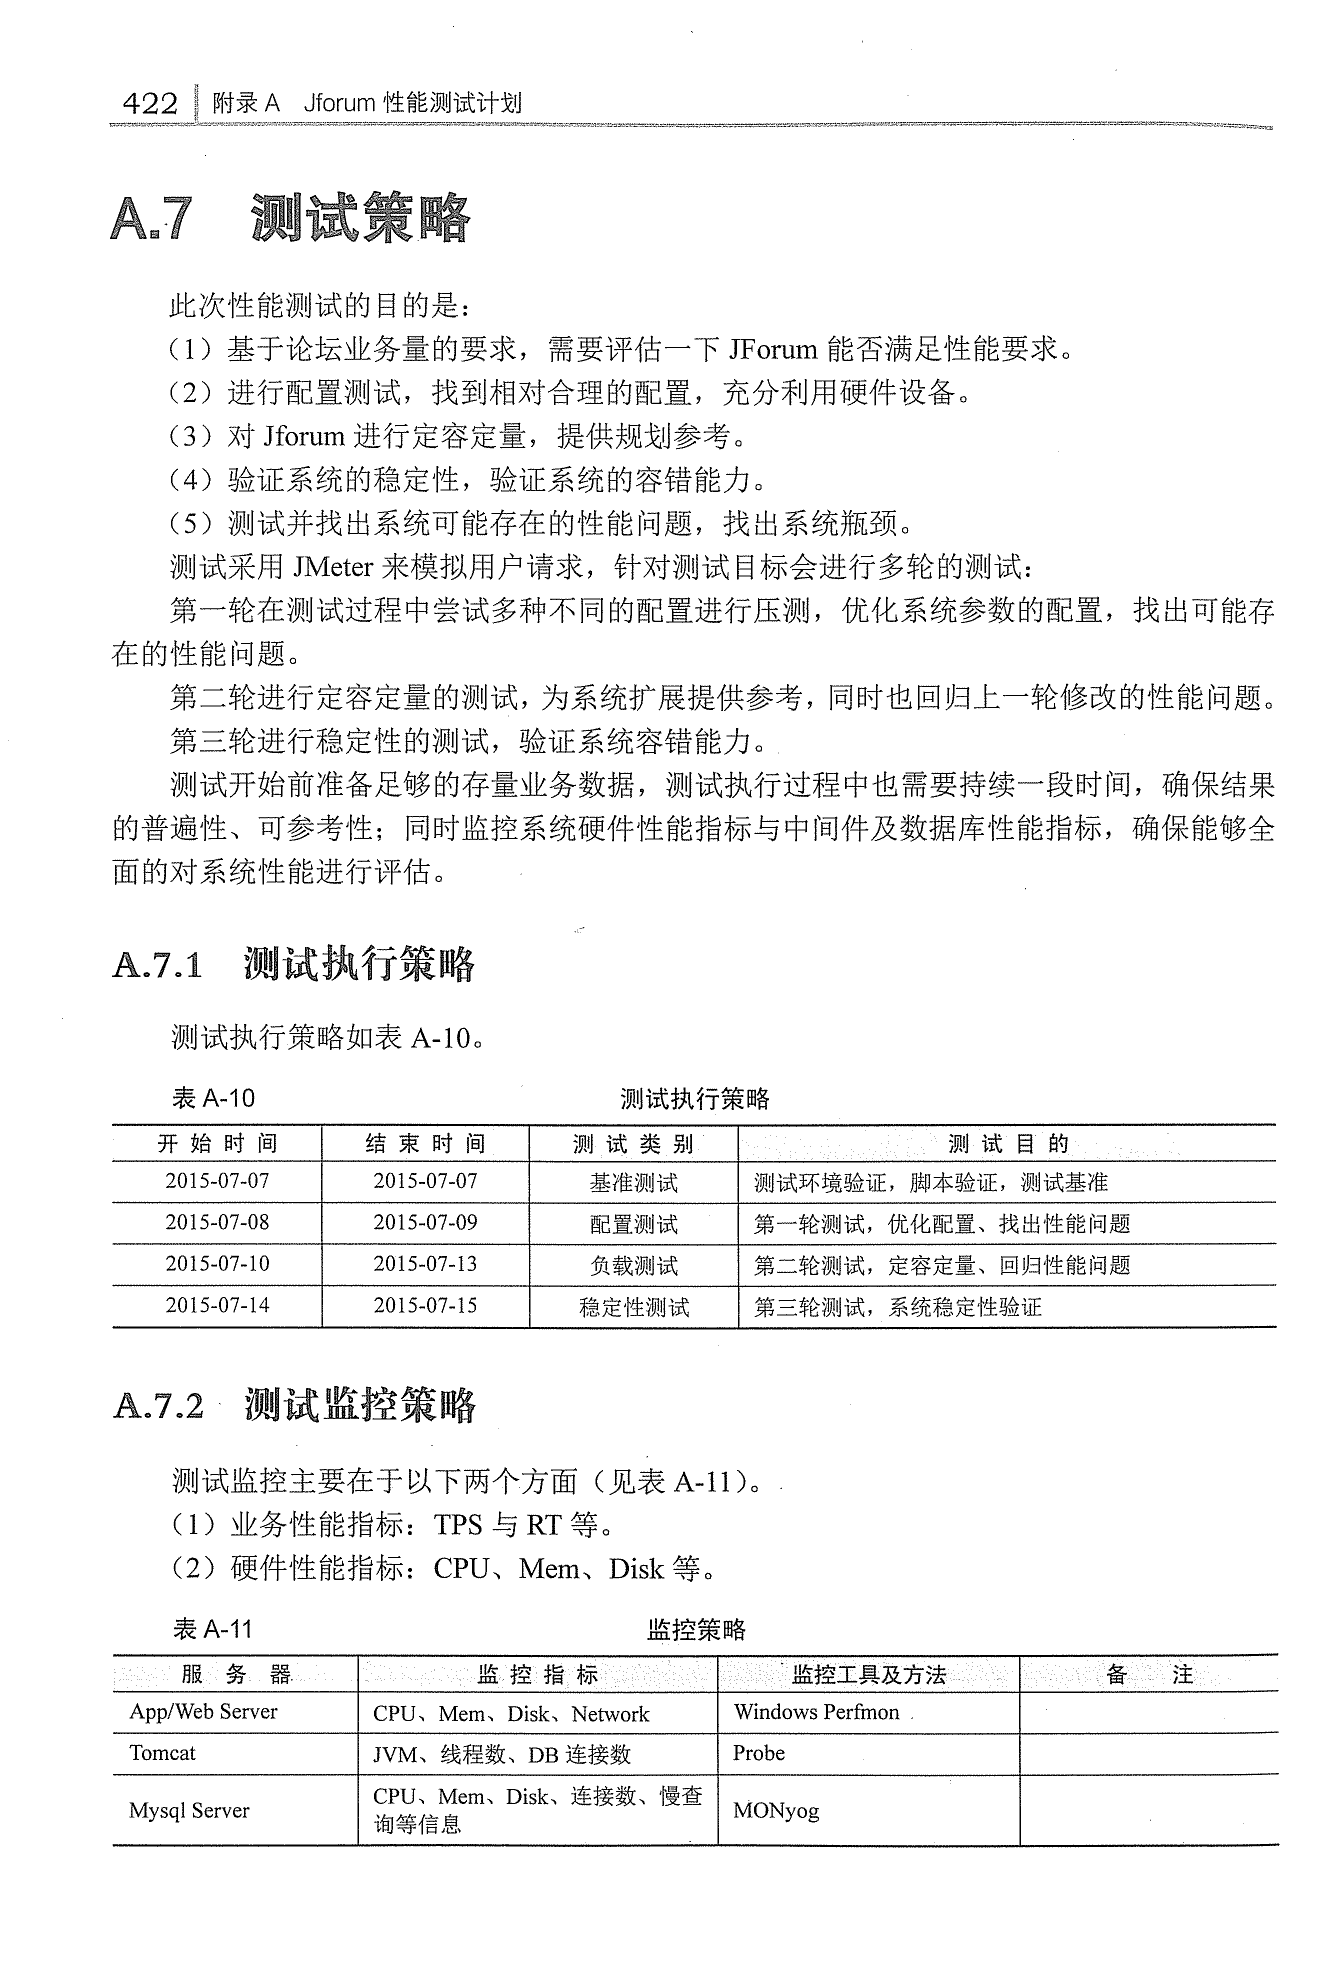 422 附录 A Jforum 性能测试计划
A.7 测试策略
此次性能测试的目的是：
（1）基于论坛业务量的要求，需要评估一下 JForum 能否满足性能要求。
（2）进行配置测试，找到相对合理的配置，充分利用硬件设备。
（3）对 Jforum 进行定容定量，提供规划参考。
（4）验证系统的稳定性，验证系统的容错能力。
（5）测试并找出系统可能存在的性能问题，找出系统瓶颈。
测试采用 JMeter 来模拟用户请求，针对测试目标会进行多轮的测试：
第一轮在测试过程中尝试多种不同的配置进行压测，优化系统参数的配置，找出可能存
在的性能问题。
第二轮进行定容定量的测试，为系统扩展提供参考，同时也回归上一轮修改的性能问题。
第三轮进行稳定性的测试，验证系统容错能力。
测试开始前准备足够的存量业务数据，测试执行过程中也需要持续一段时间，确保结果
的普遍性、可参考性；同时监控系统硬件性能指标与中间件及数据库性能指标，确保能够全
面的对系统性能进行评估。
A.7.1 测试执行策略
测试执行策略如表 A-10。
表 A-10 测试执行策略
开始时间 结束时间 测试类别 测试目的
2015-07-07 2015-07-07 基准测试 测试环境验证，脚本验证，测试基准
2015-07-08 2015-07-09 配置测试 第一轮测试，优化配置、找出性能问题
2015-07-10 2015-07-13 负载测试 第二轮测试，定容定量、回归性能问题
2015-07-14 2015-07-15 稳定性测试 第三轮测试，系统稳定性验证
A.7.2 测试监控策略
测试监控主要在于以下两个方面（见表 A-11）。
（1）业务性能指标：TPS 与 RT 等。
（2）硬件性能指标：CPU、Mem、Disk 等。
表 A-11 监控策略
服务器 监控指标 监控工具及方法 备注
App/Web Server CPU、Mem、Disk、Network Windows Perfmon
Tomcat JVM、线程数、DB 连接数 Probe
Mysql Server CPU、Mem、Disk、连接数、慢查 MONyog
询等信息